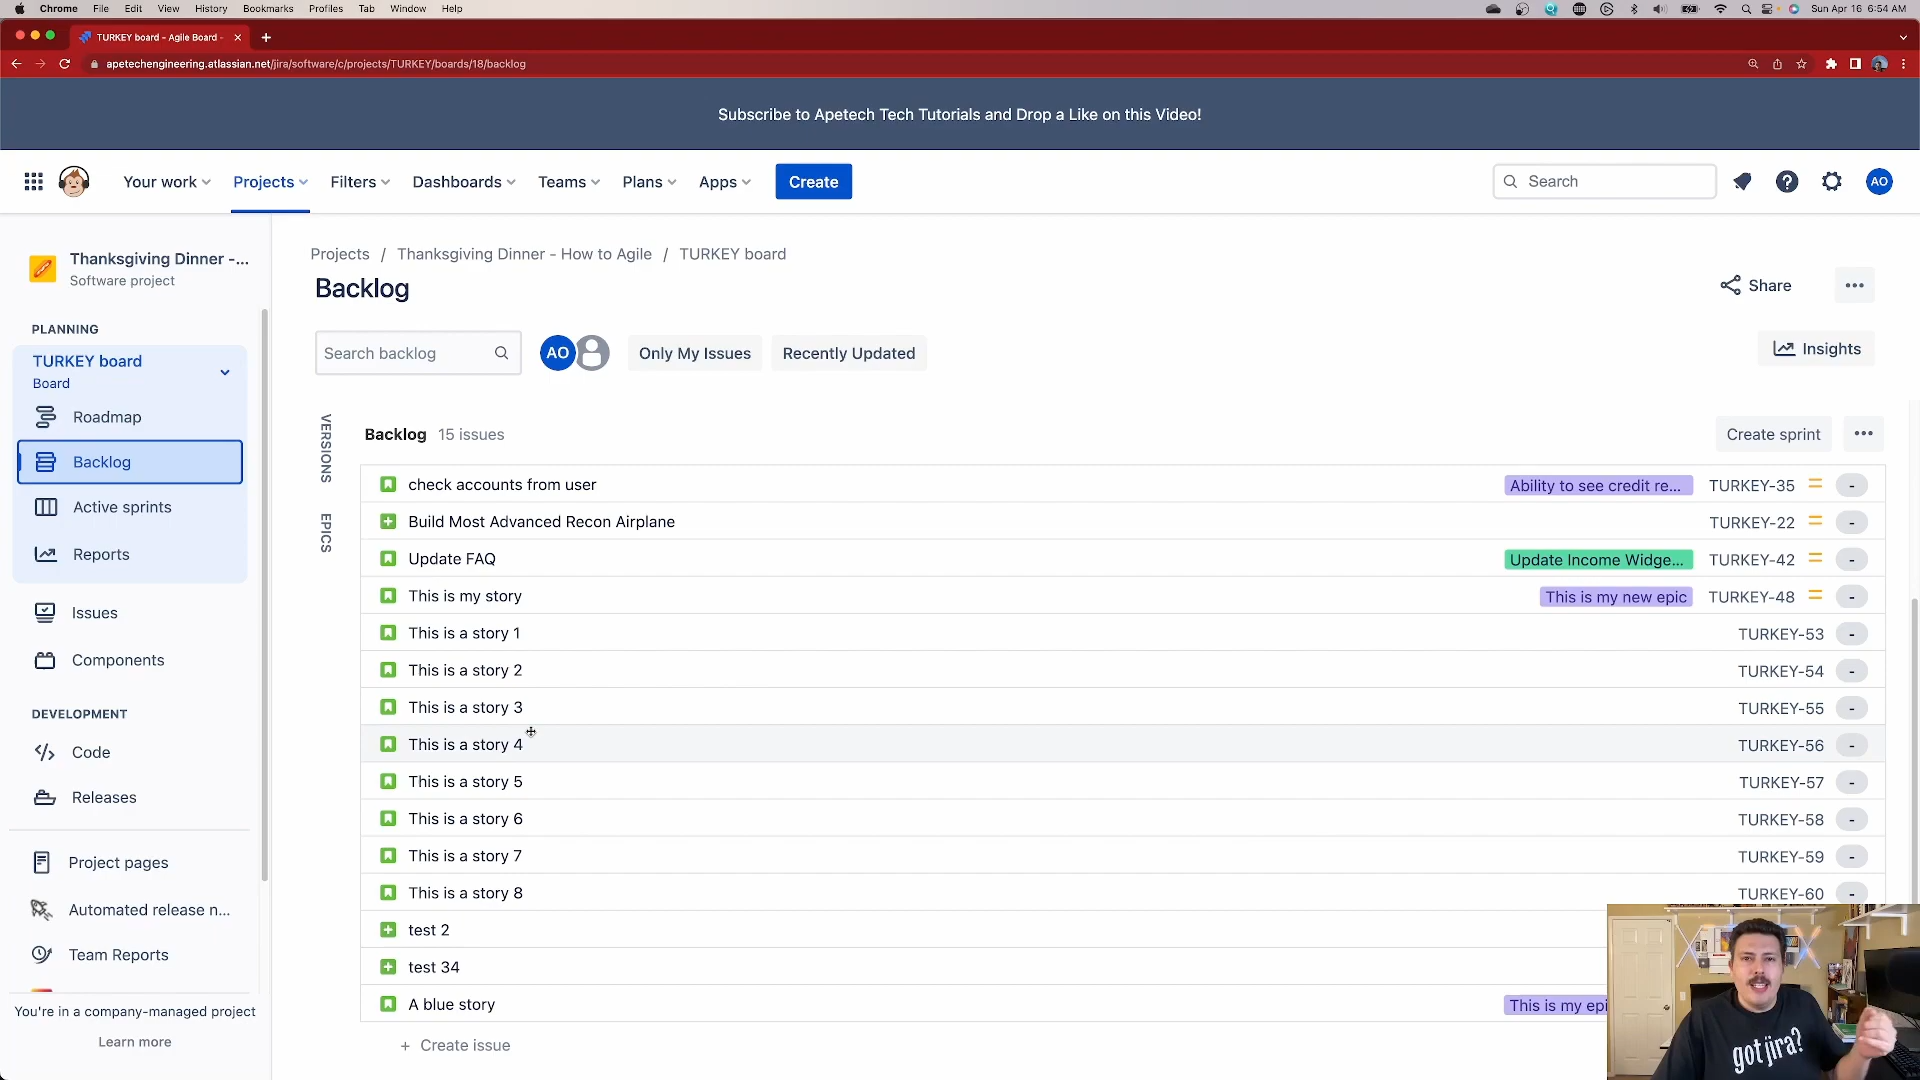 Chrome File Edit View History Bookmarks Profiles Tab Window Help
Sun Apr 16 6:54 AM
TURKEY board - Agile Board -
apetechengineering.atlassian.net/jira/software/c/projects/TURKEY/boards/18/backlog
Subscribe to Apetech Tech Tutorials and Drop a Like on this Video!
Your work Projects Filters Dashboards Teams Plans Apps Create
Search
AO
Thanksgiving Dinner -...
Software project
PLANNING
TURKEY board
Board
Roadmap
Backlog
Active sprints
Reports
Issues
Components
DEVELOPMENT
Code
Releases
Project pages
Automated release n...
Team Reports
You're in a company-managed project
Learn more
Projects / Thanksgiving Dinner - How to Agile / TURKEY board
Backlog
Share
Search backlog
AO
Only My Issues
Recently Updated
Insights
VERSIONS
EPICS
Backlog 15 issues
Create sprint
check accounts from user Ability to see credit re... TURKEY-35 -
Build Most Advanced Recon Airplane TURKEY-22 -
Update FAQ Update Income Widge... TURKEY-42 -
This is my story This is my new epic TURKEY-48 -
This is a story 1 TURKEY-53 -
This is a story 2 TURKEY-54 -
This is a story 3 TURKEY-55 -
This is a story 4 TURKEY-56 -
This is a story 5 TURKEY-57 -
This is a story 6 TURKEY-58 -
This is a story 7 TURKEY-59 -
This is a story 8 TURKEY-60 -
test 2
test 34
A blue story This is my epi
+ Create issue
got jira?